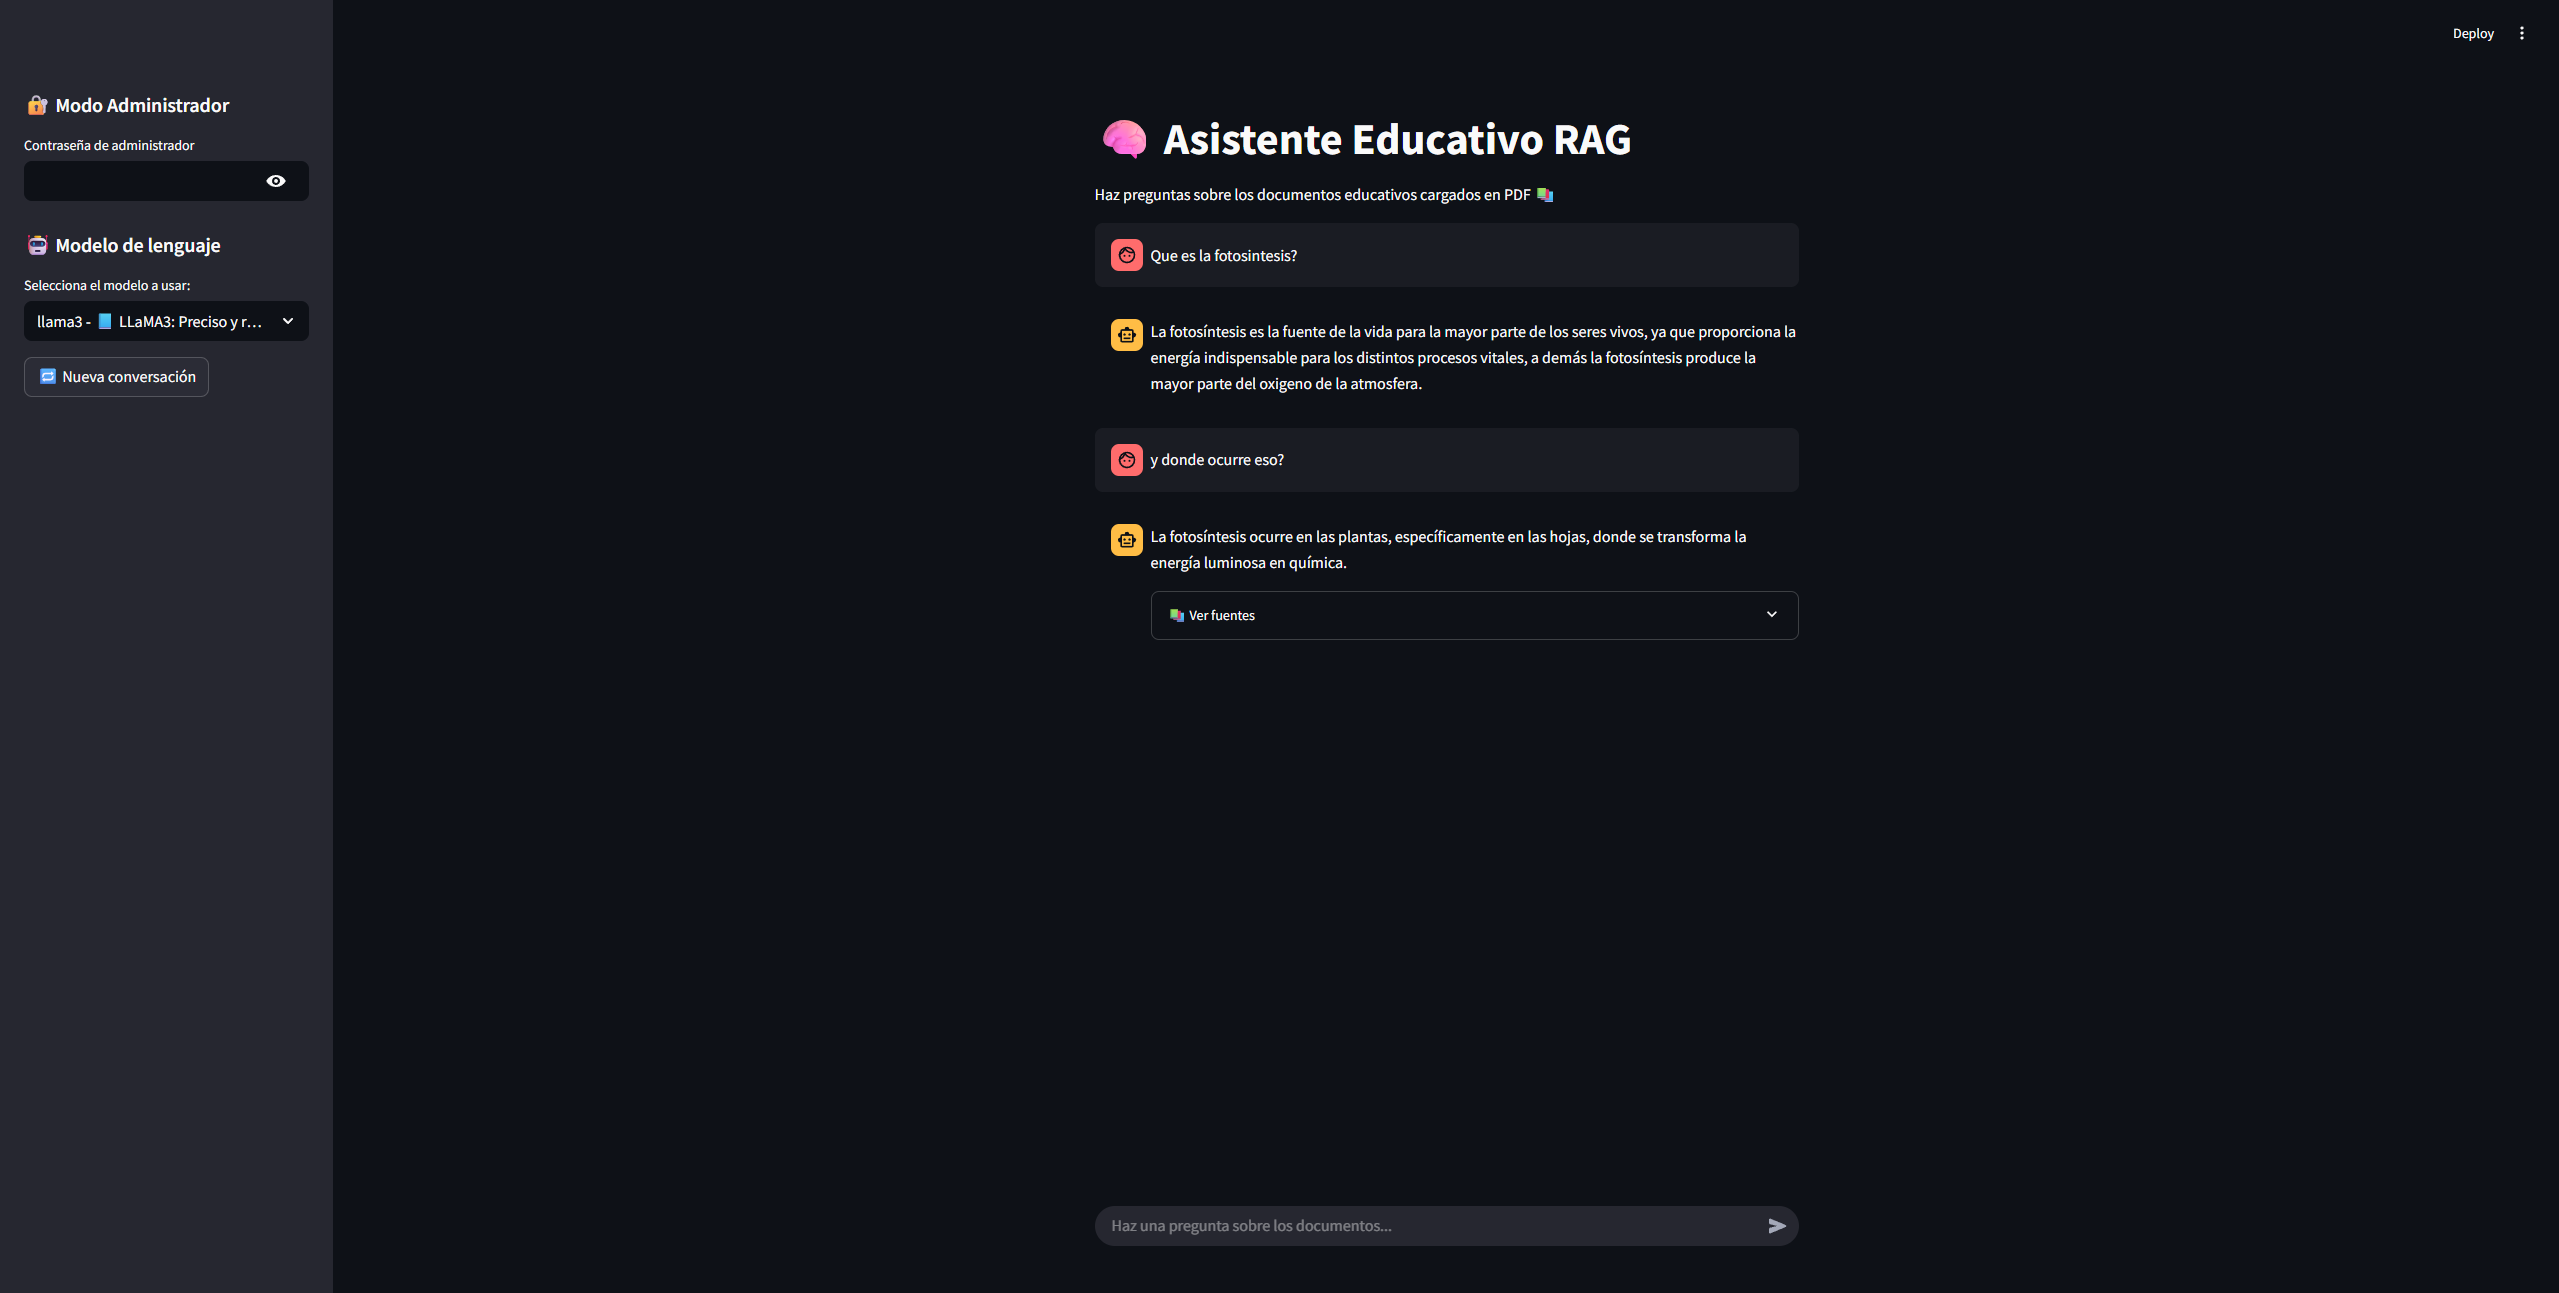 Deploy
🔐 Modo Administrador
Contraseña de administrador
🤖 Modelo de lenguaje
Selecciona el modelo a usar:
llama3 - 📘 LLaMA3: Preciso y r...
🔁 Nueva conversación
🧠 Asistente Educativo RAG
Haz preguntas sobre los documentos educativos cargados en PDF 📚
Que es la fotosintesis?
La fotosíntesis es la fuente de la vida para la mayor parte de los seres vivos, ya que proporciona la
energía indispensable para los distintos procesos vitales, a demás la fotosíntesis produce la
mayor parte del oxigeno de la atmosfera.
y donde ocurre eso?
La fotosíntesis ocurre en las plantas, específicamente en las hojas, donde se transforma la
energía luminosa en química.
📚 Ver fuentes
Haz una pregunta sobre los documentos...